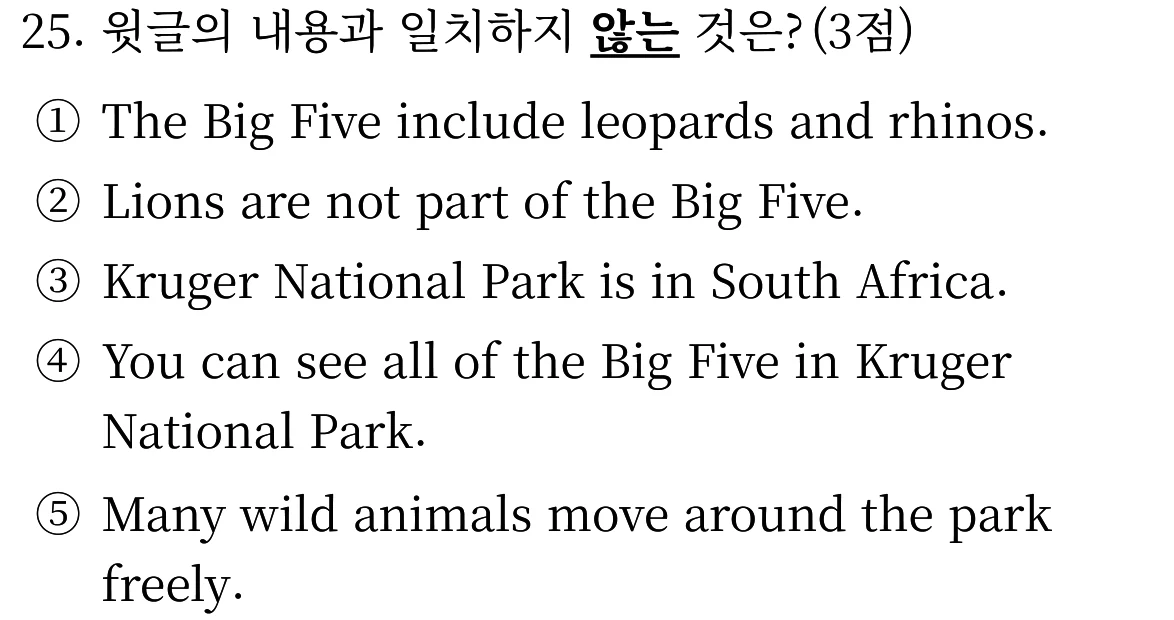 25. 윗글의 내용과 일치하지 않는 것은?(3점)
① The Big Five include leopards and rhinos.
② Lions are not part of the Big Five.
③ Kruger National Park is in South Africa.
④ You can see all of the Big Five in Kruger
National Park.
⑤ Many wild animals move around the park
freely.